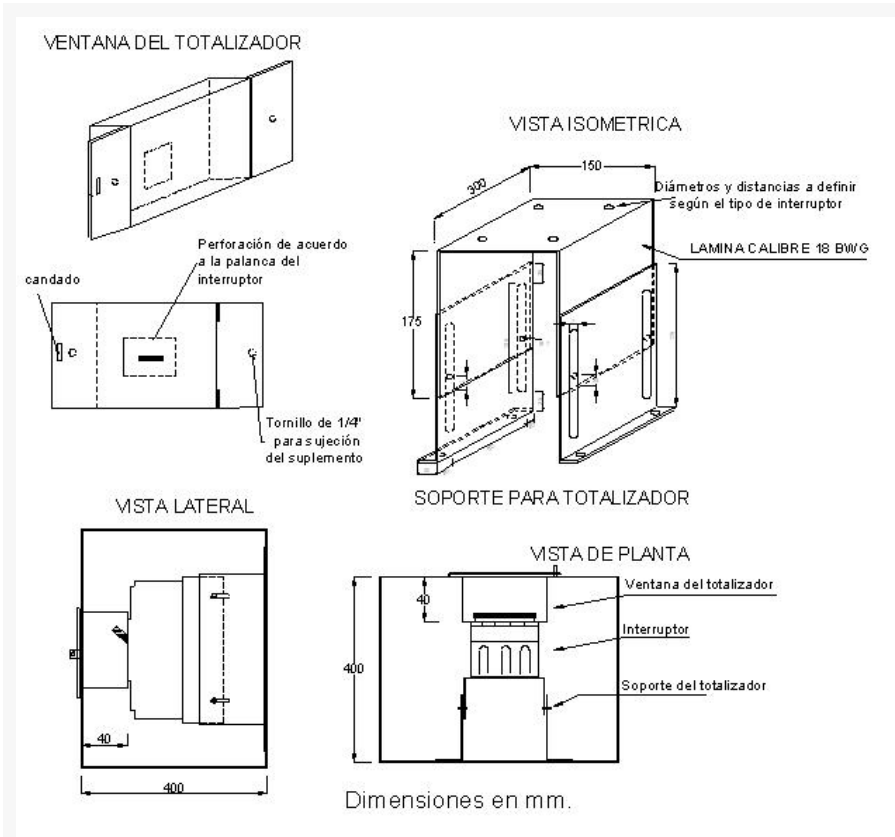 VENTANA DEL TOTALIZADOR
VISTA ISOMETRICA
300
150
Diámetros y distancias a definir
según el tipo de interruptor
LAMINA CALIBRE 18 BWG
175
Perforación de acuerdo
a la palanca del
interruptor
candado
Tornillo de 1/4"
para sujeción
del suplemento
SOPORTE PARA TOTALIZADOR
VISTA LATERAL
40
400
VISTA DE PLANTA
40
400
Ventana del totalizador
Interruptor
Soporte del totalizador
Dimensiones en mm.